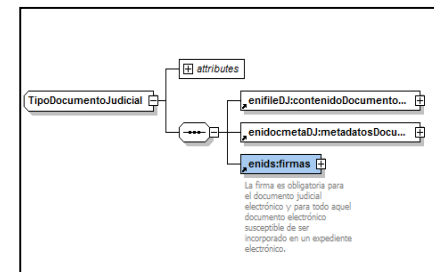 attributes
TipoDocumentoJudicial
enifileDJ:contenidoDocumento...
enidocmetaDJ:metadatosDocu...
enids:firmas
La firma es obligatoria para
el documento judicial
electrónico y para todo aquel
documento electrónico
susceptible de ser
incorporado en un expediente
electrónico.